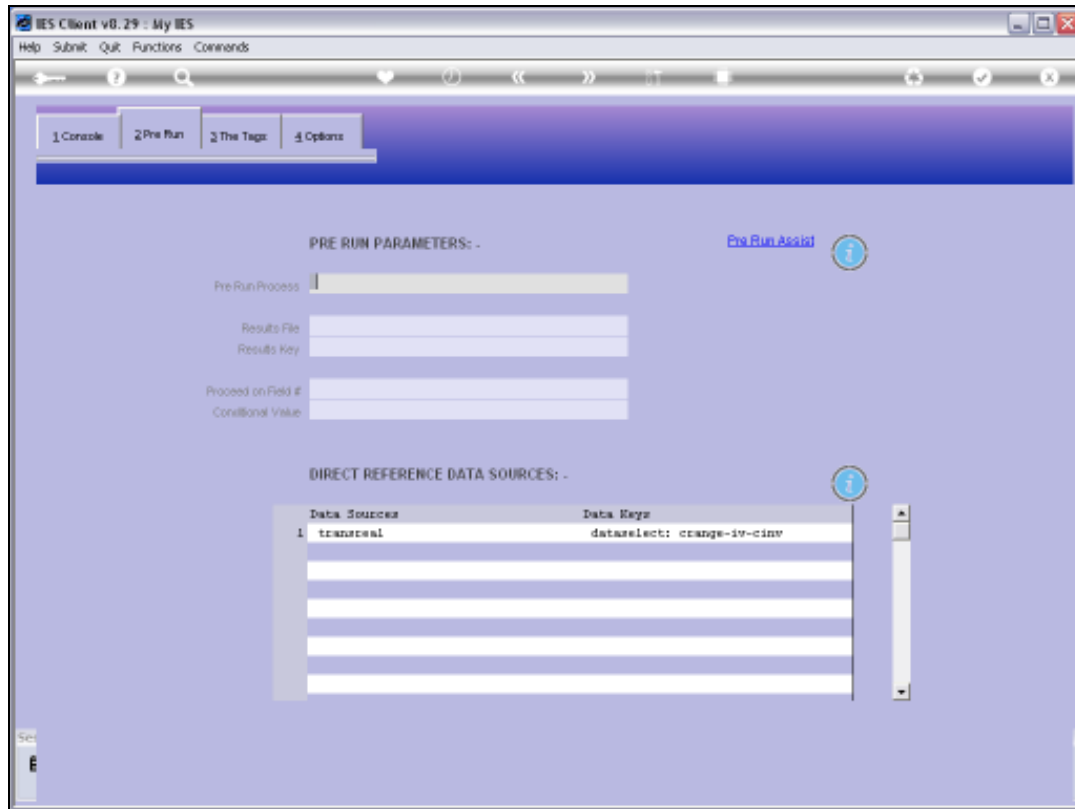 IES Client v8.29 : My IES
Help Submit Quit Functions Commands
1 Console 2 Pre Run 3 The Tags 4 Options
PRE RUN PARAMETERS: -
Pre Run Assist
Pre Run Process
Results File
Results Key
Proceed on Field #
Conditional Value
DIRECT REFERENCE DATA SOURCES: -
Data Sources Data Keys
1 transreal dataselect: crange-iv-cinv